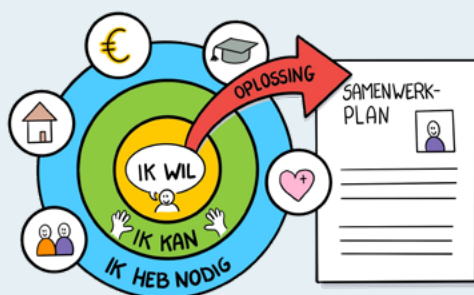 €
OPLOSSING
SAMENWERK-
PLAN
IK WIL
IK KAN
IK HEB NODIG